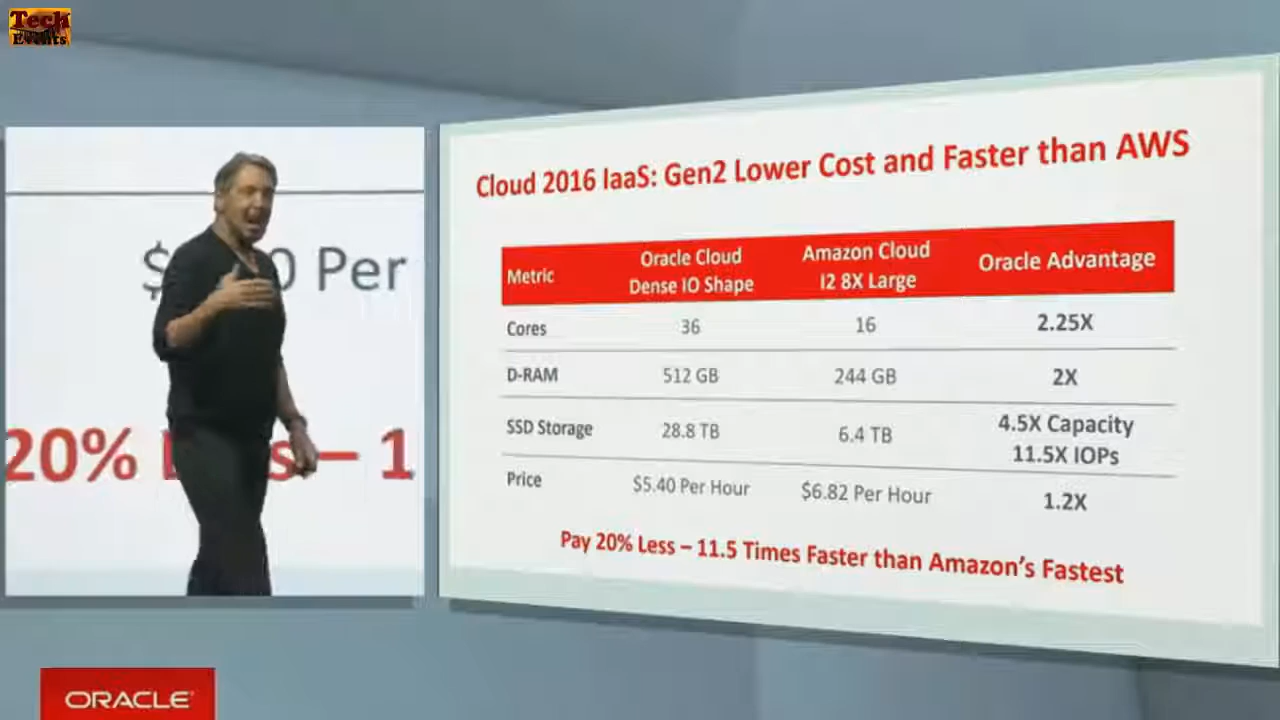 Tech
Events
$
0 Per
20%
s – 1
Cloud 2016 IaaS: Gen2 Lower Cost and Faster than AWS
Metric
Oracle Cloud
Dense IO Shape
Amazon Cloud
I2 8X Large
Oracle Advantage
Cores
36
16
2.25X
D-RAM
512 GB
244 GB
2X
SSD Storage
28.8 TB
6.4 TB
4.5X Capacity
11.5X IOPs
Price
$5.40 Per Hour
$6.82 Per Hour
1.2X
Pay 20% Less – 11.5 Times Faster than Amazon's Fastest
ORACLE